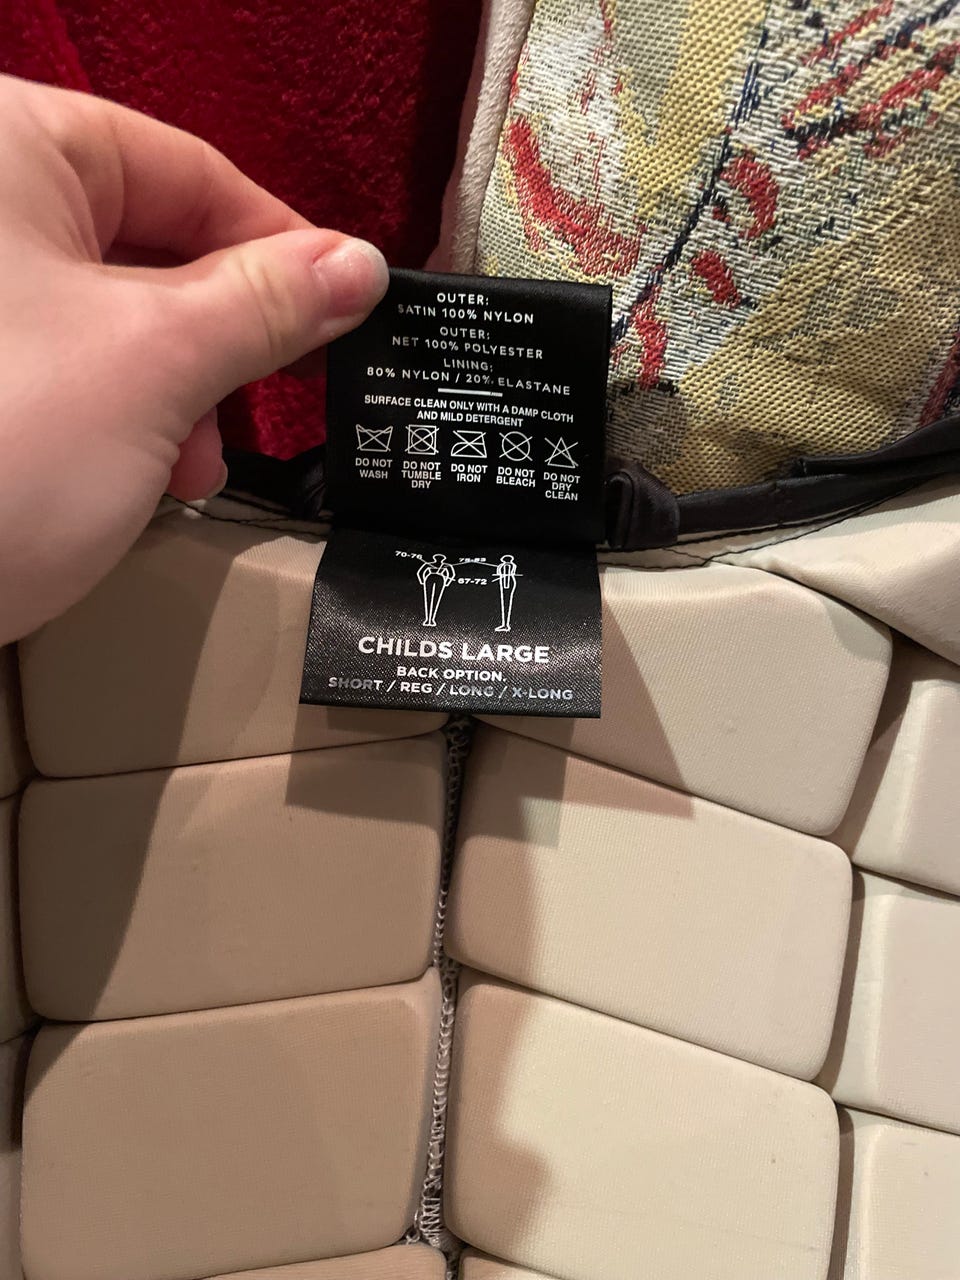 OUTER:
SATIN 100% NYLON
OUTER:
NET 100% POLYESTER
LINING:
80% NYLON / 20% ELASTANE
SURFACE CLEAN ONLY WITH A DAMP CLOTH
AND MILD DETERGENT
DO NOT WASH
DO NOT TUMBLE DRY
DO NOT IRON
DO NOT BLEACH
DO NOT DRY CLEAN
70-76
75-83
67-72
CHILDS LARGE
BACK OPTION.
SHORT / REG / LONG / X-LONG